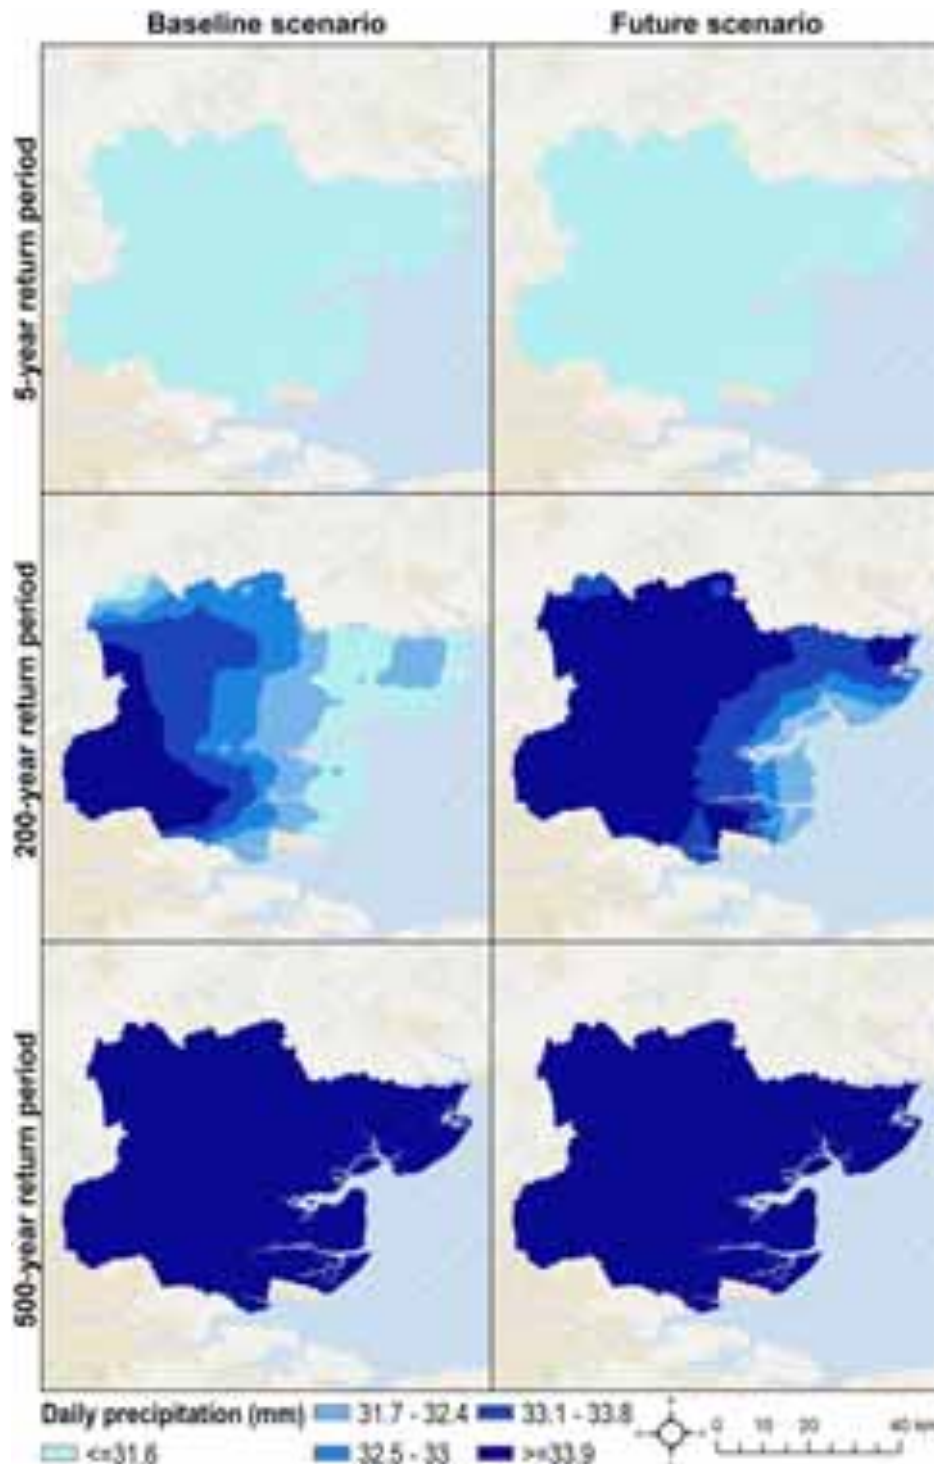 Baseline scenario Future scenario
5-year return period
200-year return period
500-year return period
Daily precipitation (mm) 31.7 - 32.4 33.1 - 33.8 0 10 20 40 km
<=31.6 32.5 - 33 >=33.9